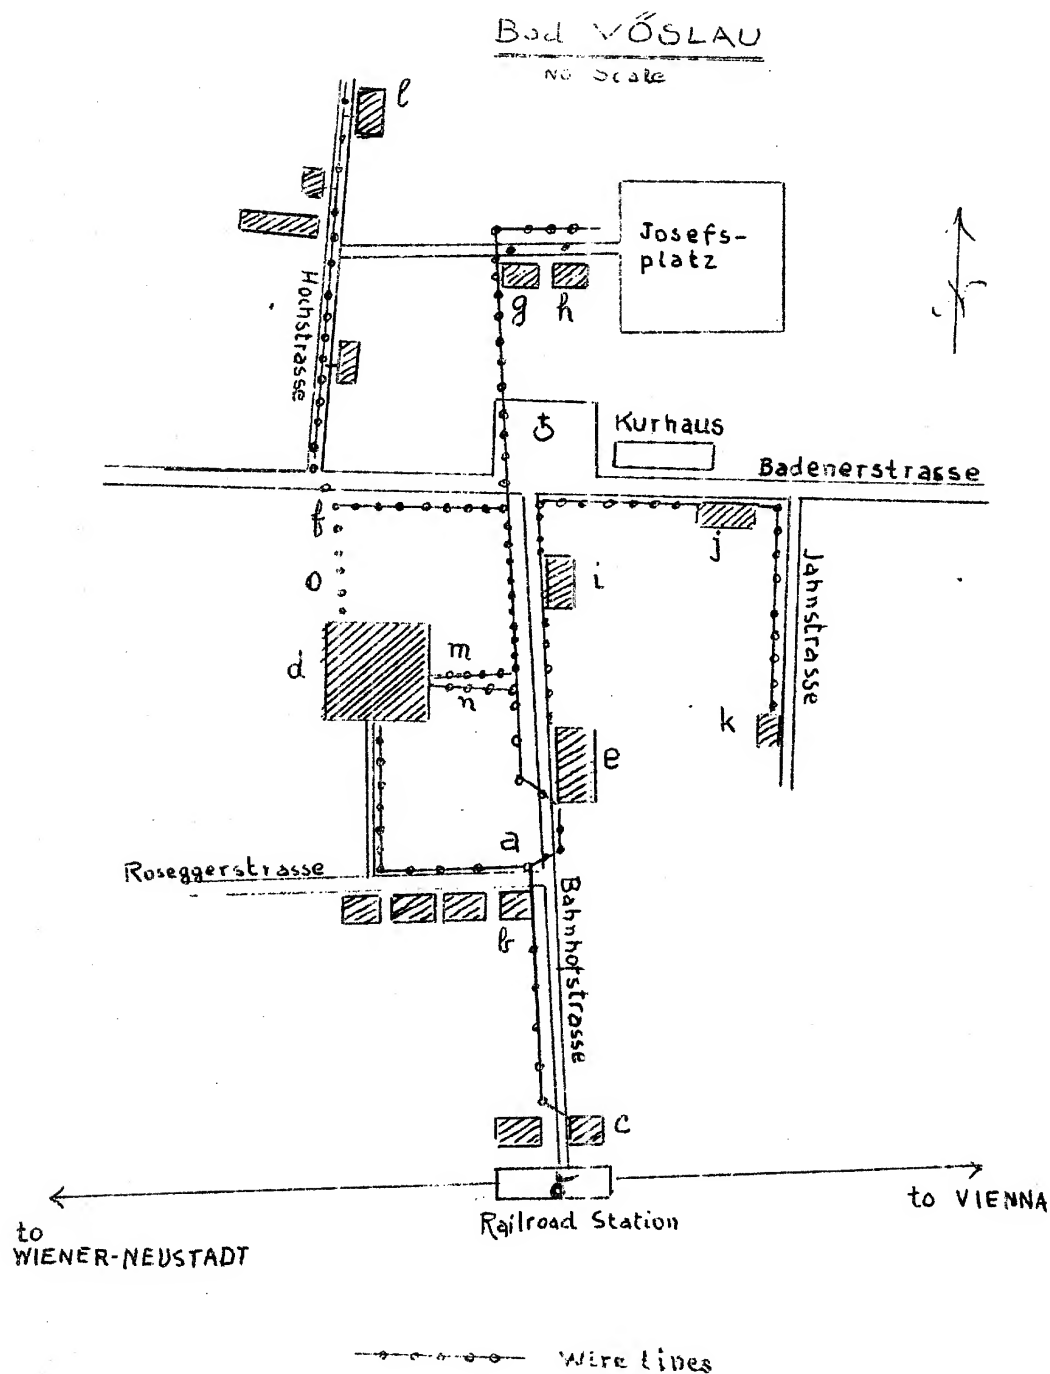 Bad VÖSLAU
No Scale
l
Josefs-
platz
g
h
Hochstrasse
Kurhaus
Badenerstrasse
f
j
i
o
Jahnstrasse
m
d
n
k
e
a
Roseggerstrasse
b
Bahnhofstrasse
c
to VIENNA
Railroad Station
to
WIENER-NEUSTADT
Wire lines